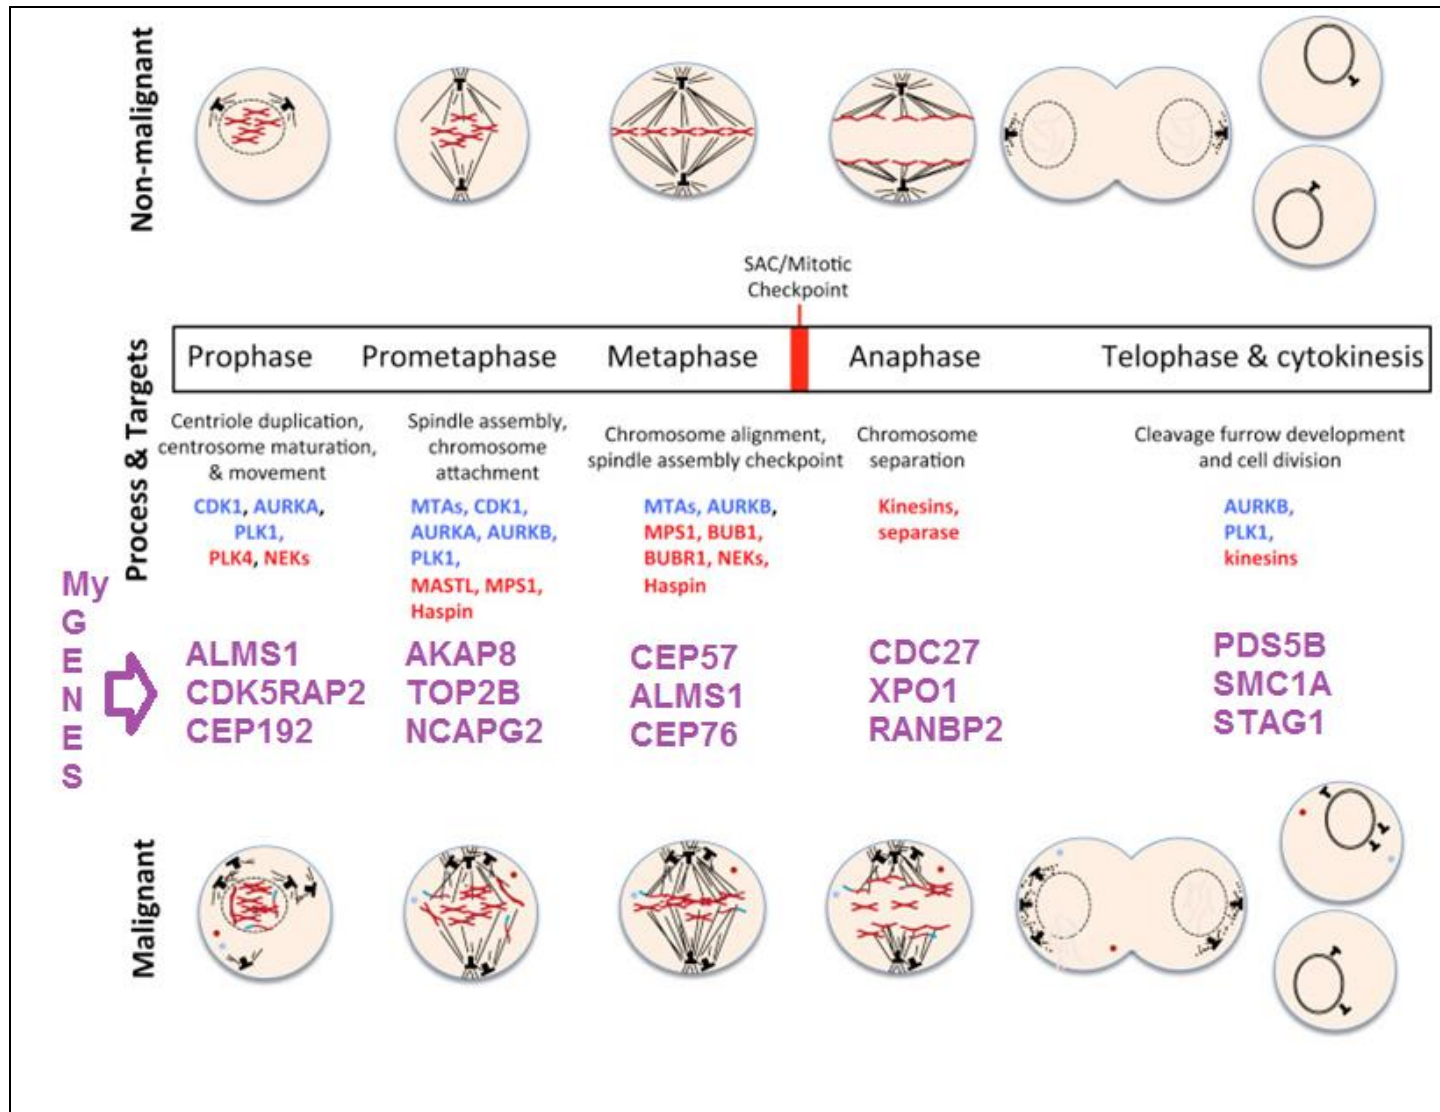 Non-malignant
SAC/Mitotic
Checkpoint
Process & Targets
Prophase
Prometaphase
Metaphase
Anaphase
Telophase & cytokinesis
Centriole duplication,
centrosome maturation,
& movement
CDK1, AURKA,
PLK1,
PLK4, NEKs
Spindle assembly,
chromosome
attachment
MTAs, CDK1,
AURKA, AURKB,
PLK1,
MASTL, MPS1,
Haspin
Chromosome alignment,
spindle assembly checkpoint
MTAs, AURKB,
MPS1, BUB1,
BUBR1, NEKs,
Haspin
Chromosome
separation
Kinesins,
separase
Cleavage furrow development
and cell division
AURKB,
PLK1,
kinesins
My
G
E
N
E
S
ALMS1
CDK5RAP2
CEP192
AKAP8
TOP2B
NCAPG2
CEP57
ALMS1
CEP76
CDC27
XPO1
RANBP2
PDS5B
SMC1A
STAG1
Malignant